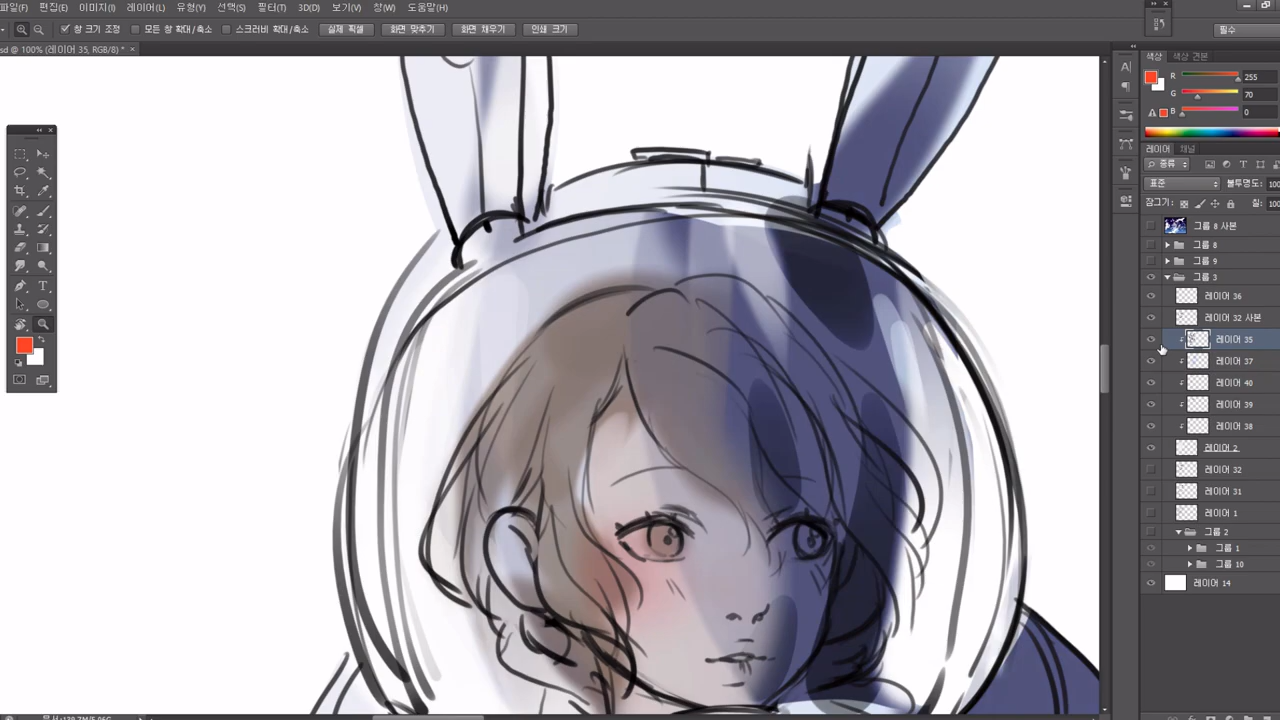 파일(F) 편집(E) 이미지(I) 레이어(L) 유형(Y) 선택(S) 필터(T) 3D(D) 보기(V) 창(W) 도움말(H)
창 크기 조정 모든 창 확대/축소 스크러비 확대/축소 실제 픽셀 화면 맞추기 화면 채우기 인쇄 크기 필수
sd @ 100% (레이어 35, RGB/8) *
색상 색상 견본
R 255
G 70
B 0
레이어 채널
종류
표준 불투명도: 100
잠그기: 칠: 100
그룹 8 사본
그룹 8
그룹 9
그룹 3
레이어 36
레이어 32 사본
레이어 35
레이어 37
레이어 40
레이어 39
레이어 38
레이어 2
레이어 32
레이어 31
레이어 1
그룹 2
그룹 1
그룹 10
레이어 14